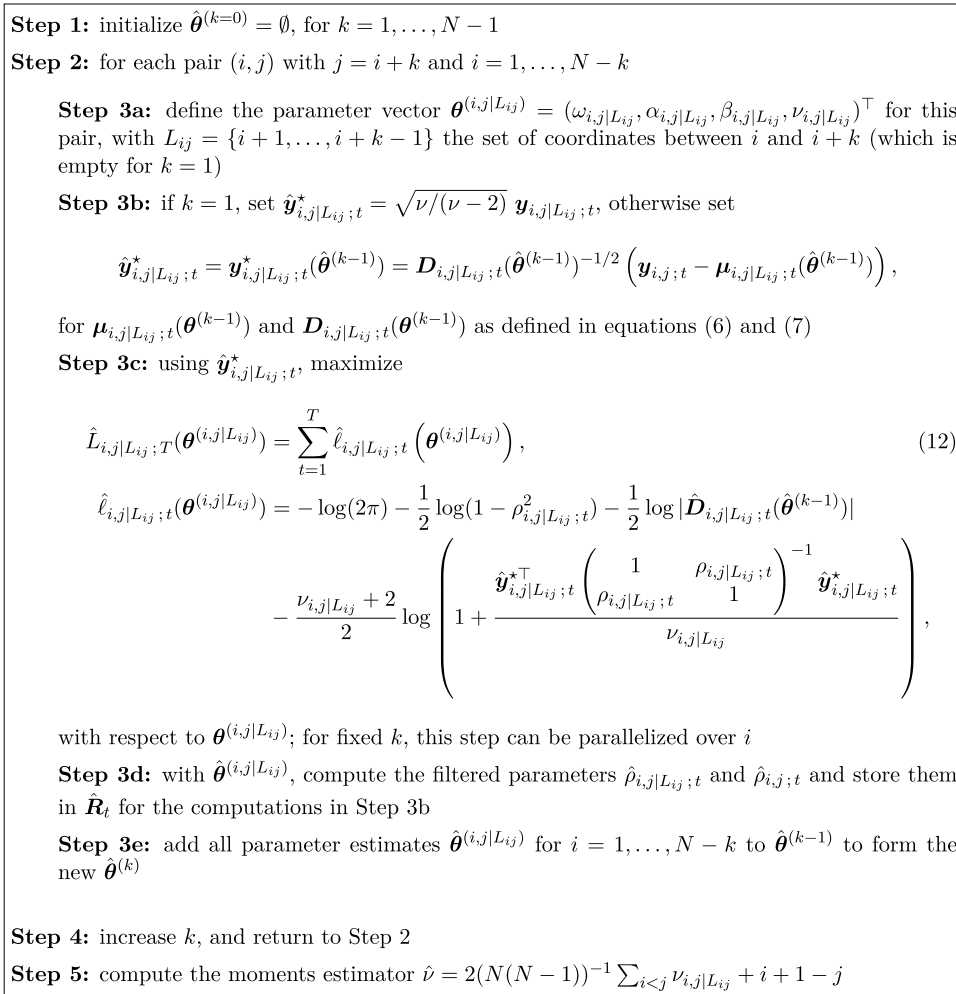 Step 1: initialize $\hat{\boldsymbol{\theta}}^{(k=0)} = \emptyset$, for $k = 1, \ldots, N-1$
Step 2: for each pair $(i, j)$ with $j = i + k$ and $i = 1, \ldots, N-k$
Step 3a: define the parameter vector $\boldsymbol{\theta}^{(i,j|L_{ij})} = (\omega_{i,j|L_{ij}}, \alpha_{i,j|L_{ij}}, \beta_{i,j|L_{ij}}, \nu_{i,j|L_{ij}})^\top$ for this
pair, with $L_{ij} = \{i+1, \ldots, i+k-1\}$ the set of coordinates between $i$ and $i+k$ (which is
empty for $k = 1$)
Step 3b: if $k = 1$, set $\hat{\boldsymbol{y}}^\star_{i,j|L_{ij}\,;\,t} = \sqrt{\nu/(\nu-2)}\; \boldsymbol{y}_{i,j|L_{ij}\,;\,t}$, otherwise set
$\hat{\boldsymbol{y}}^\star_{i,j|L_{ij}\,;\,t} = \boldsymbol{y}^\star_{i,j|L_{ij}\,;\,t}(\hat{\boldsymbol{\theta}}^{(k-1)}) = \boldsymbol{D}_{i,j|L_{ij}\,;\,t}(\hat{\boldsymbol{\theta}}^{(k-1)})^{-1/2} \left( \boldsymbol{y}_{i,j\,;\,t} - \boldsymbol{\mu}_{i,j|L_{ij}\,;\,t}(\hat{\boldsymbol{\theta}}^{(k-1)}) \right),$
for $\boldsymbol{\mu}_{i,j|L_{ij}\,;\,t}(\boldsymbol{\theta}^{(k-1)})$ and $\boldsymbol{D}_{i,j|L_{ij}\,;\,t}(\boldsymbol{\theta}^{(k-1)})$ as defined in equations (6) and (7)
Step 3c: using $\hat{\boldsymbol{y}}^\star_{i,j|L_{ij}\,;\,t}$, maximize
$\hat{L}_{i,j|L_{ij}\,;\,T}(\boldsymbol{\theta}^{(i,j|L_{ij})}) = \sum_{t=1}^{T} \hat{\ell}_{i,j|L_{ij}\,;\,t} \left( \boldsymbol{\theta}^{(i,j|L_{ij})} \right),$ (12)
$\hat{\ell}_{i,j|L_{ij}\,;\,t}(\boldsymbol{\theta}^{(i,j|L_{ij})}) = -\log(2\pi) - \frac{1}{2}\log(1 - \rho^2_{i,j|L_{ij}\,;\,t}) - \frac{1}{2}\log|\hat{\boldsymbol{D}}_{i,j|L_{ij}\,;\,t}(\hat{\boldsymbol{\theta}}^{(k-1)})|$
$- \frac{\nu_{i,j|L_{ij}}+2}{2} \log\left( 1 + \frac{\hat{\boldsymbol{y}}^{\star\top}_{i,j|L_{ij}\,;\,t} \begin{pmatrix} 1 & \rho_{i,j|L_{ij}\,;\,t} \\ \rho_{i,j|L_{ij}\,;\,t} & 1 \end{pmatrix}^{-1} \hat{\boldsymbol{y}}^\star_{i,j|L_{ij}\,;\,t}}{\nu_{i,j|L_{ij}}} \right),$
with respect to $\boldsymbol{\theta}^{(i,j|L_{ij})}$; for fixed $k$, this step can be parallelized over $i$
Step 3d: with $\hat{\boldsymbol{\theta}}^{(i,j|L_{ij})}$, compute the filtered parameters $\hat{\rho}_{i,j|L_{ij}\,;\,t}$ and $\hat{\rho}_{i,j\,;\,t}$ and store them
in $\hat{\boldsymbol{R}}_t$ for the computations in Step 3b
Step 3e: add all parameter estimates $\hat{\boldsymbol{\theta}}^{(i,j|L_{ij})}$ for $i = 1, \ldots, N-k$ to $\hat{\boldsymbol{\theta}}^{(k-1)}$ to form the
new $\hat{\boldsymbol{\theta}}^{(k)}$
Step 4: increase $k$, and return to Step 2
Step 5: compute the moments estimator $\hat{\nu} = 2(N(N-1))^{-1} \sum_{i<j} \nu_{i,j|L_{ij}} + i + 1 - j$